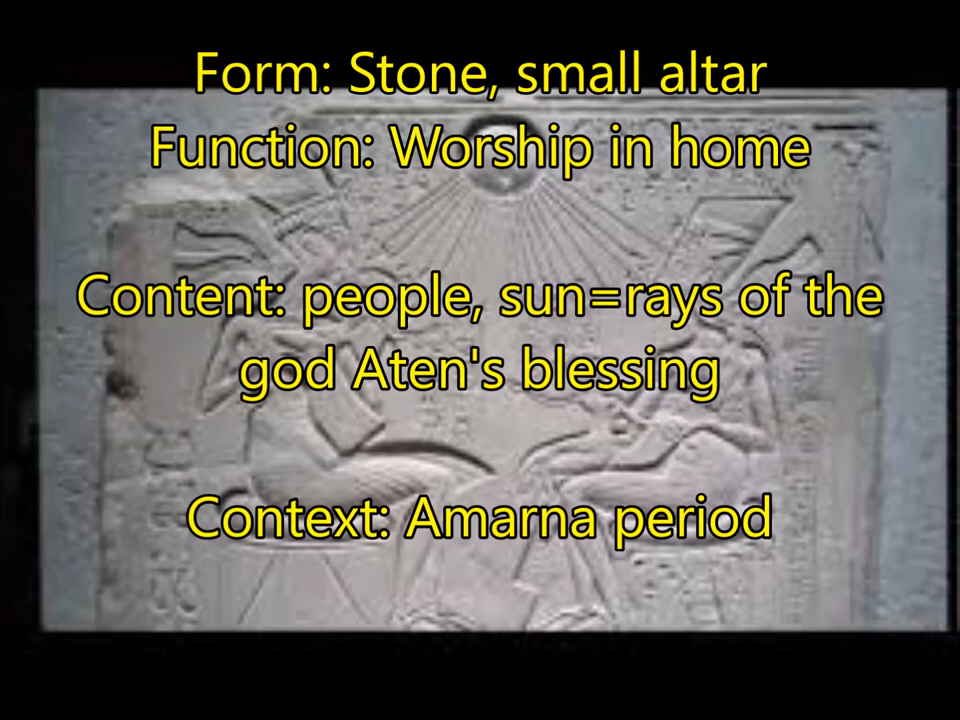 Form: Stone, small altar
Function: Worship in home
Content: people, sun=rays of the
god Aten's blessing
Context: Amarna period